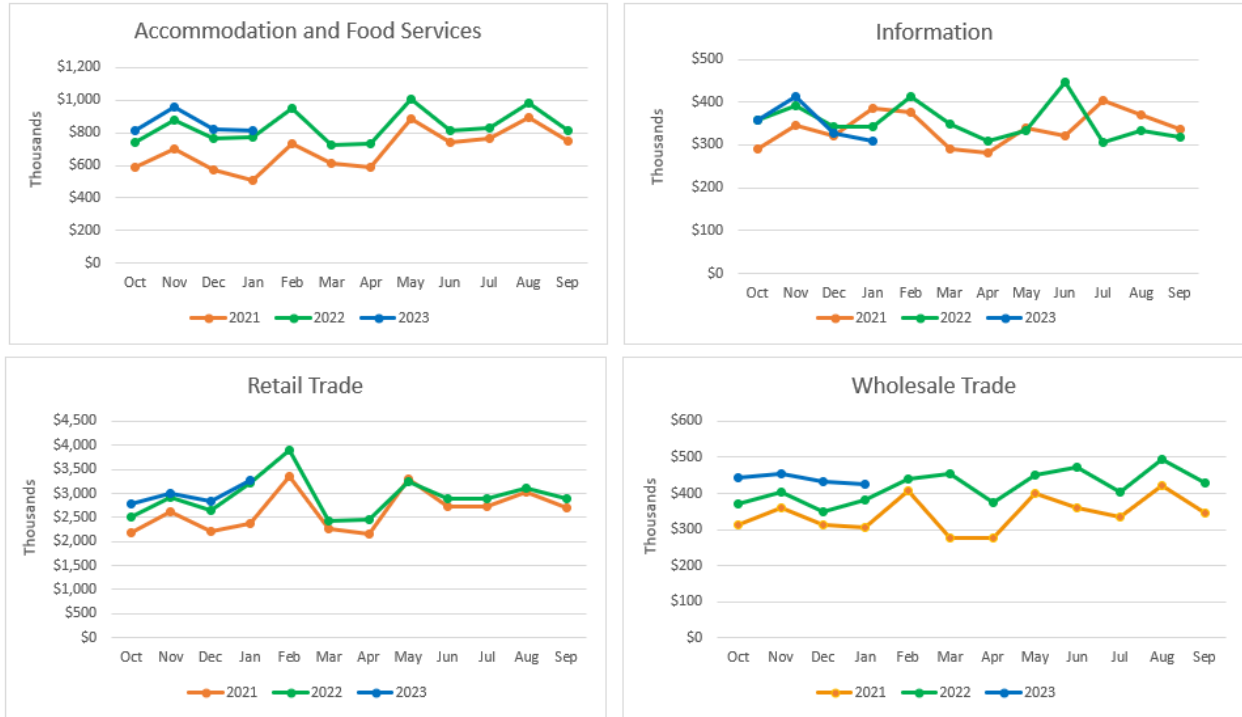 Accommodation and Food Services
Thousands
$1,200
$1,000
$800
$600
$400
$200
$0
Oct Nov Dec Jan Feb Mar Apr May Jun Jul Aug Sep
2021 2022 2023
Information
Thousands
$500
$400
$300
$200
$100
$0
Oct Nov Dec Jan Feb Mar Apr May Jun Jul Aug Sep
2021 2022 2023
Retail Trade
Thousands
$4,500
$4,000
$3,500
$3,000
$2,500
$2,000
$1,500
$1,000
$500
$0
Oct Nov Dec Jan Feb Mar Apr May Jun Jul Aug Sep
2021 2022 2023
Wholesale Trade
Thousands
$600
$500
$400
$300
$200
$100
$0
Oct Nov Dec Jan Feb Mar Apr May Jun Jul Aug Sep
2021 2022 2023